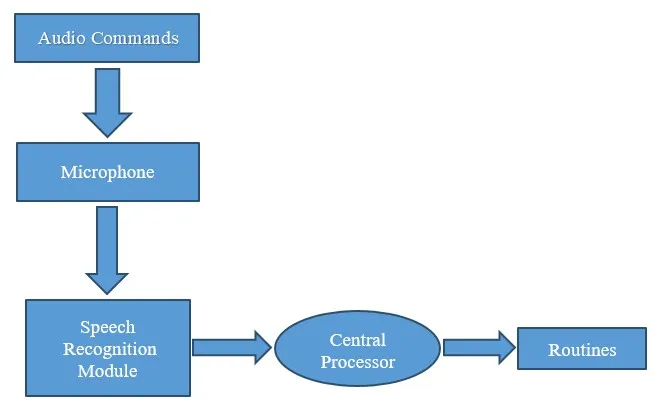 Audio Commands
Microphone
Speech
Recognition
Module
Central
Processor
Routines